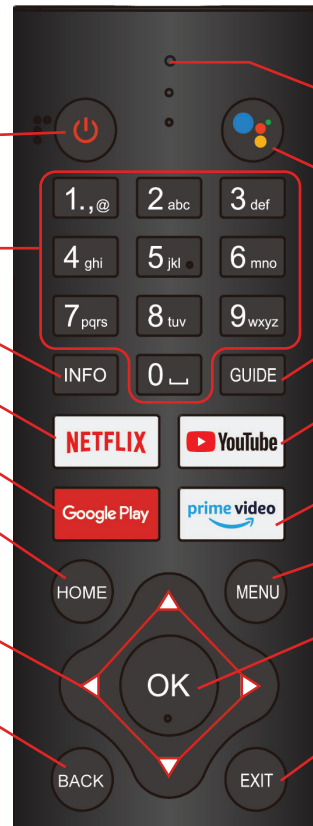 1.,@ 2 abc 3 def
4 ghi 5 jkl 6 mno
7 pqrs 8 tuv 9 wxyz
INFO 0 ⎵ GUIDE
NETFLIX YouTube
Google Play prime video
HOME MENU
OK
BACK EXIT